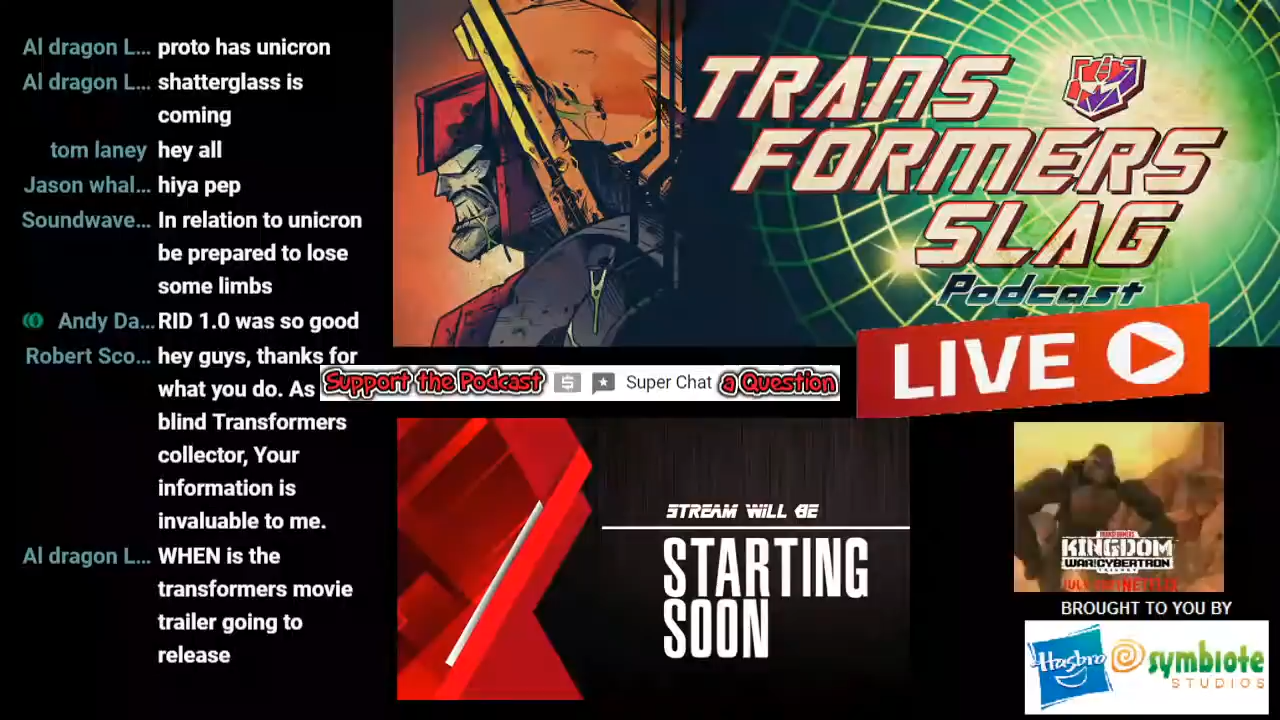 Al dragon L... proto has unicron
Al dragon L... shatterglass is
coming
tom laney hey all
Jason whal... hiya pep
Soundwave... In relation to unicron
be prepared to lose
some limbs
Andy Da... RID 1.0 was so good
Robert Sco... hey guys, thanks for
what you do. As
blind Transformers
collector, Your
information is
invaluable to me.
Al dragon L... WHEN is the
transformers movie
trailer going to
release
TRANS
FORMERS
SLAG
Podcast
LIVE
Support the Podcast Super Chat a Question
STREAM WILL BE
STARTING
SOON
TRANSFORMERS
KINGDOM
WAR FOR CYBERTRON
TRILOGY
NETFLIX
BROUGHT TO YOU BY
Hasbro symbiote
STUDIOS